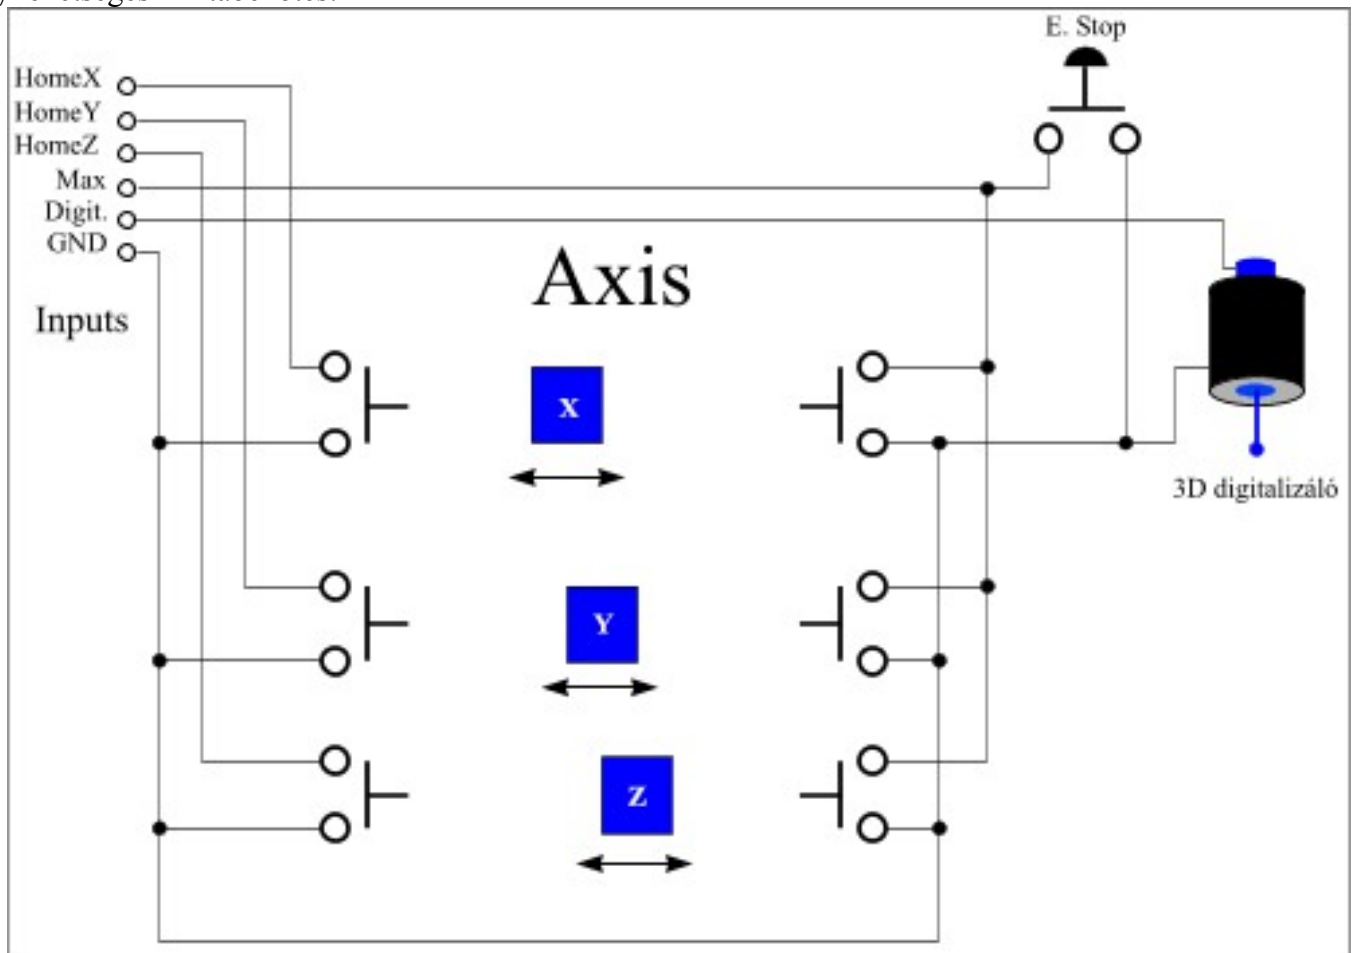 E. Stop
HomeX
HomeY
HomeZ
Max
Digit.
GND
Inputs
Axis
X
Y
Z
3D digitalizáló